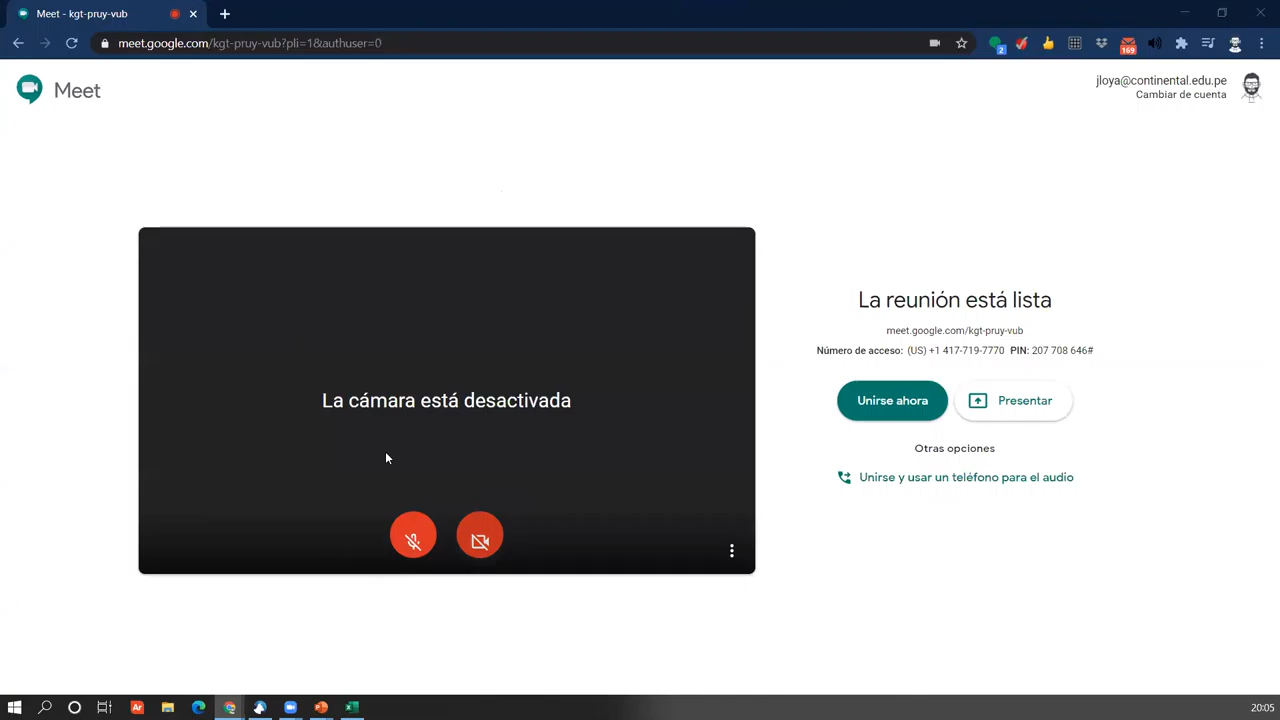 Meet - kgt-pruy-vub
meet.google.com/kgt-pruy-vub?pli=1&authuser=0
2
169
Meet
jloya@continental.edu.pe
Cambiar de cuenta
La cámara está desactivada
La reunión está lista
meet.google.com/kgt-pruy-vub
Número de acceso: (US) +1 417-719-7770 PIN: 207 708 646#
Unirse ahora
Presentar
Otras opciones
Unirse y usar un teléfono para el audio
Ar
20:05